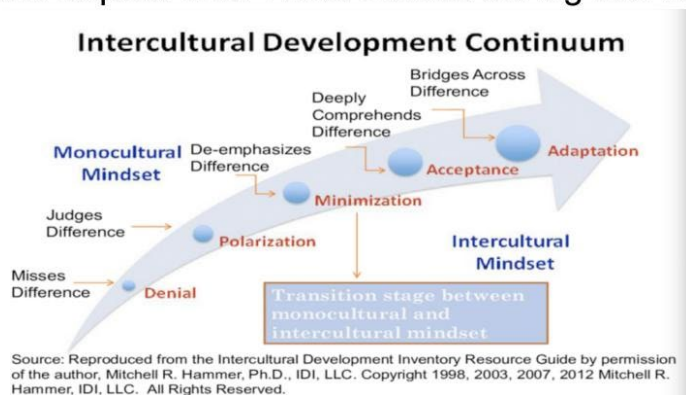 Intercultural Development Continuum
Bridges Across
Difference
Deeply
Comprehends
Difference
Adaptation
Monocultural
Mindset
De-emphasizes
Difference
Acceptance
Minimization
Judges
Difference
Polarization
Intercultural
Mindset
Misses
Difference
Denial
Transition stage between
monocultural and
intercultural mindset
Source: Reproduced from the Intercultural Development Inventory Resource Guide by permission
of the author, Mitchell R. Hammer, Ph.D., IDI, LLC. Copyright 1998, 2003, 2007, 2012 Mitchell R.
Hammer, IDI, LLC. All Rights Reserved.